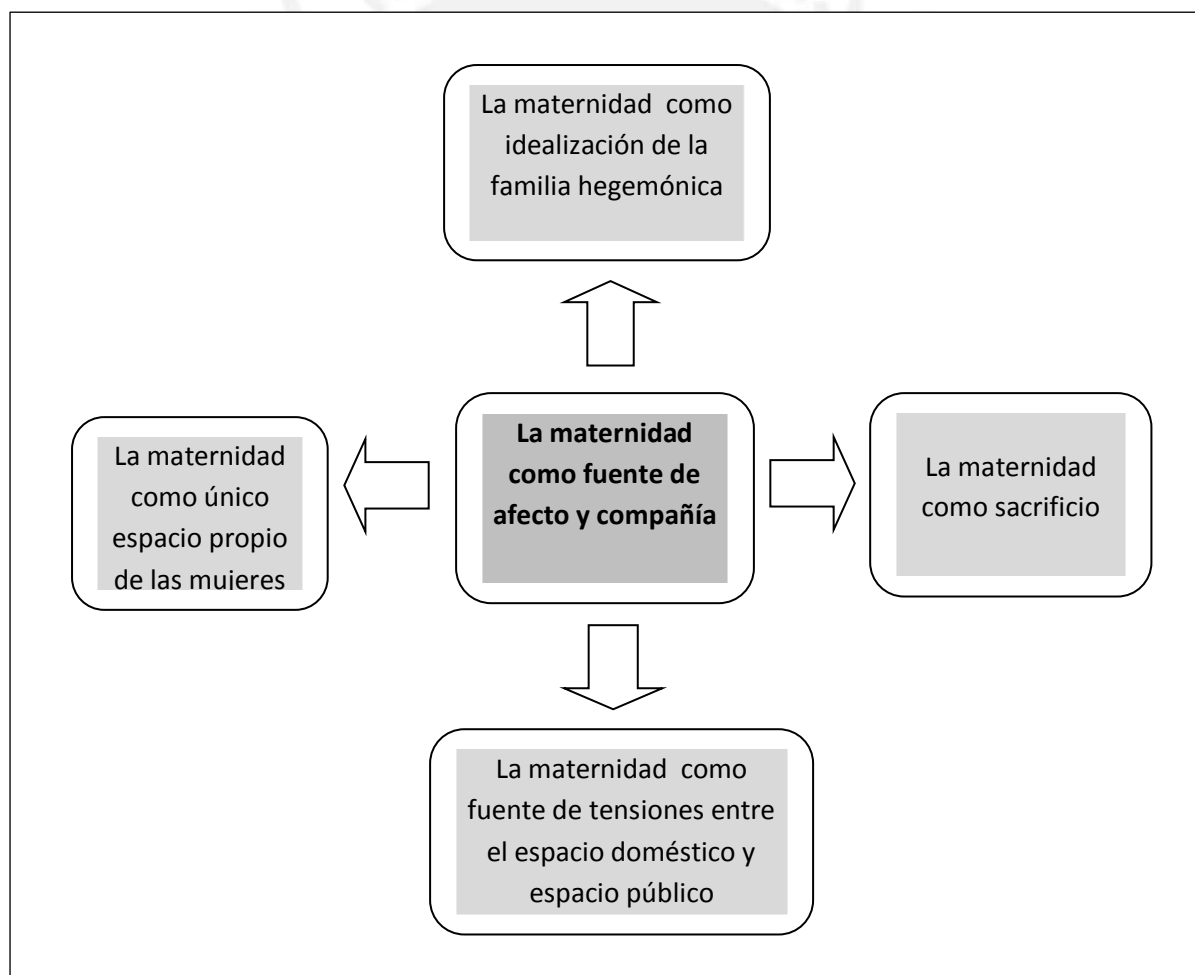 La maternidad  como
idealización de la
familia hegemónica
La maternidad
como único
espacio propio
de las mujeres
La maternidad
como fuente de
afecto y compañía
La maternidad
como sacrificio
La maternidad  como
fuente de tensiones entre
el espacio doméstico y
espacio público